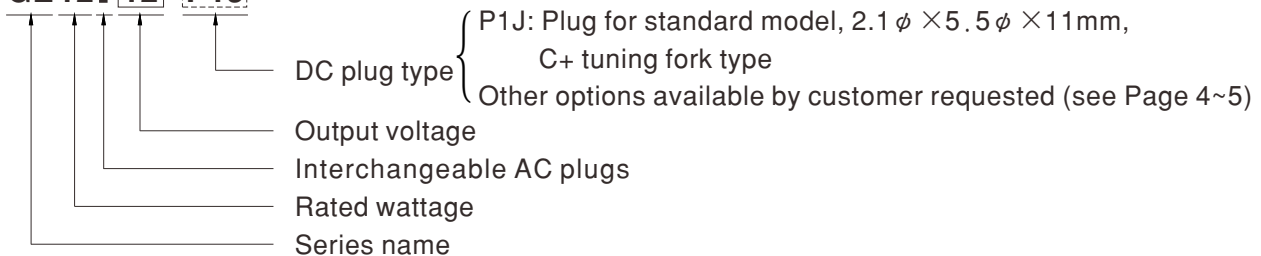 P1J: Plug for standard model, 2.1φ×5.5φ×11mm,
C+ tuning fork type
DC plug type
Other options available by customer requested (see Page 4~5)
Output voltage
Interchangeable AC plugs
Rated wattage
Series name